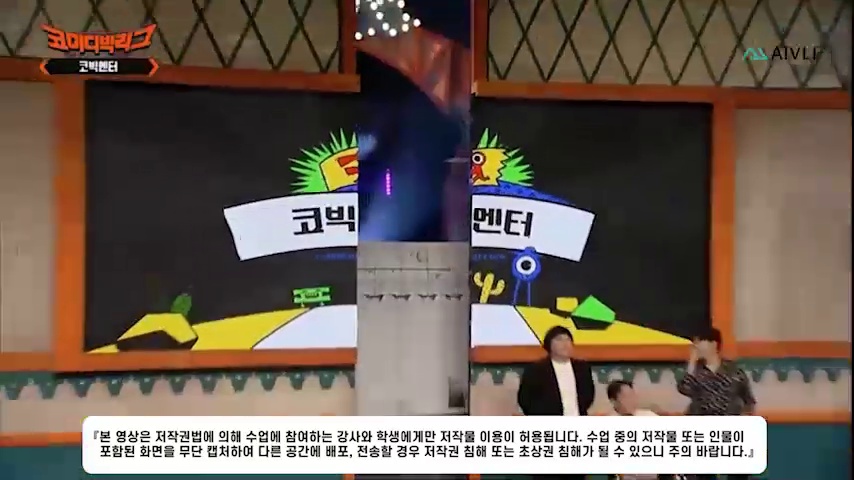 코미디빅리그
코빅멘터
코빅
멘터
『본 영상은 저작권법에 의해 수업에 참여하는 강사와 학생에게만 저작물 이용이 허용됩니다. 수업 중의 저작물 또는 인물이
포함된 화면을 무단 캡처하여 다른 공간에 배포, 전송할 경우 저작권 침해 또는 초상권 침해가 될 수 있으니 주의 바랍니다.』